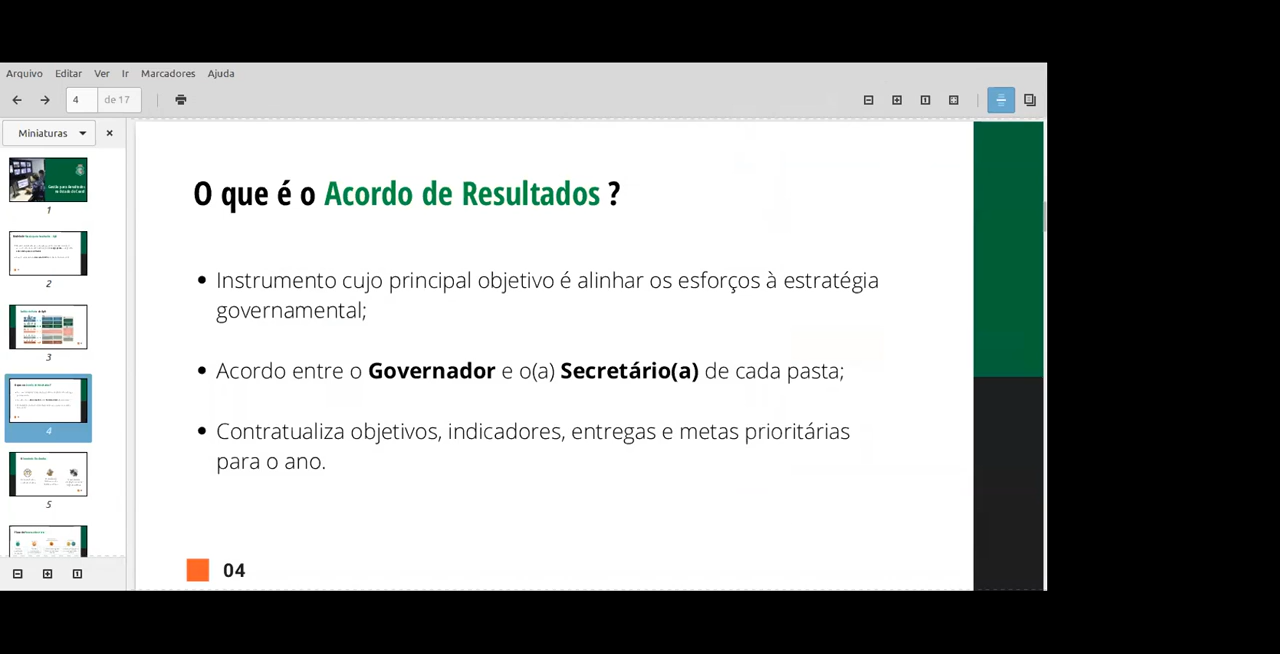 Arquivo Editar Ver Ir Marcadores Ajuda
4 de 17
Miniaturas
1
2
3
4
5
O que é o Acordo de Resultados ?
• Instrumento cujo principal objetivo é alinhar os esforços à estratégia
governamental;
• Acordo entre o Governador e o(a) Secretário(a) de cada pasta;
• Contratualiza objetivos, indicadores, entregas e metas prioritárias
para o ano.
04